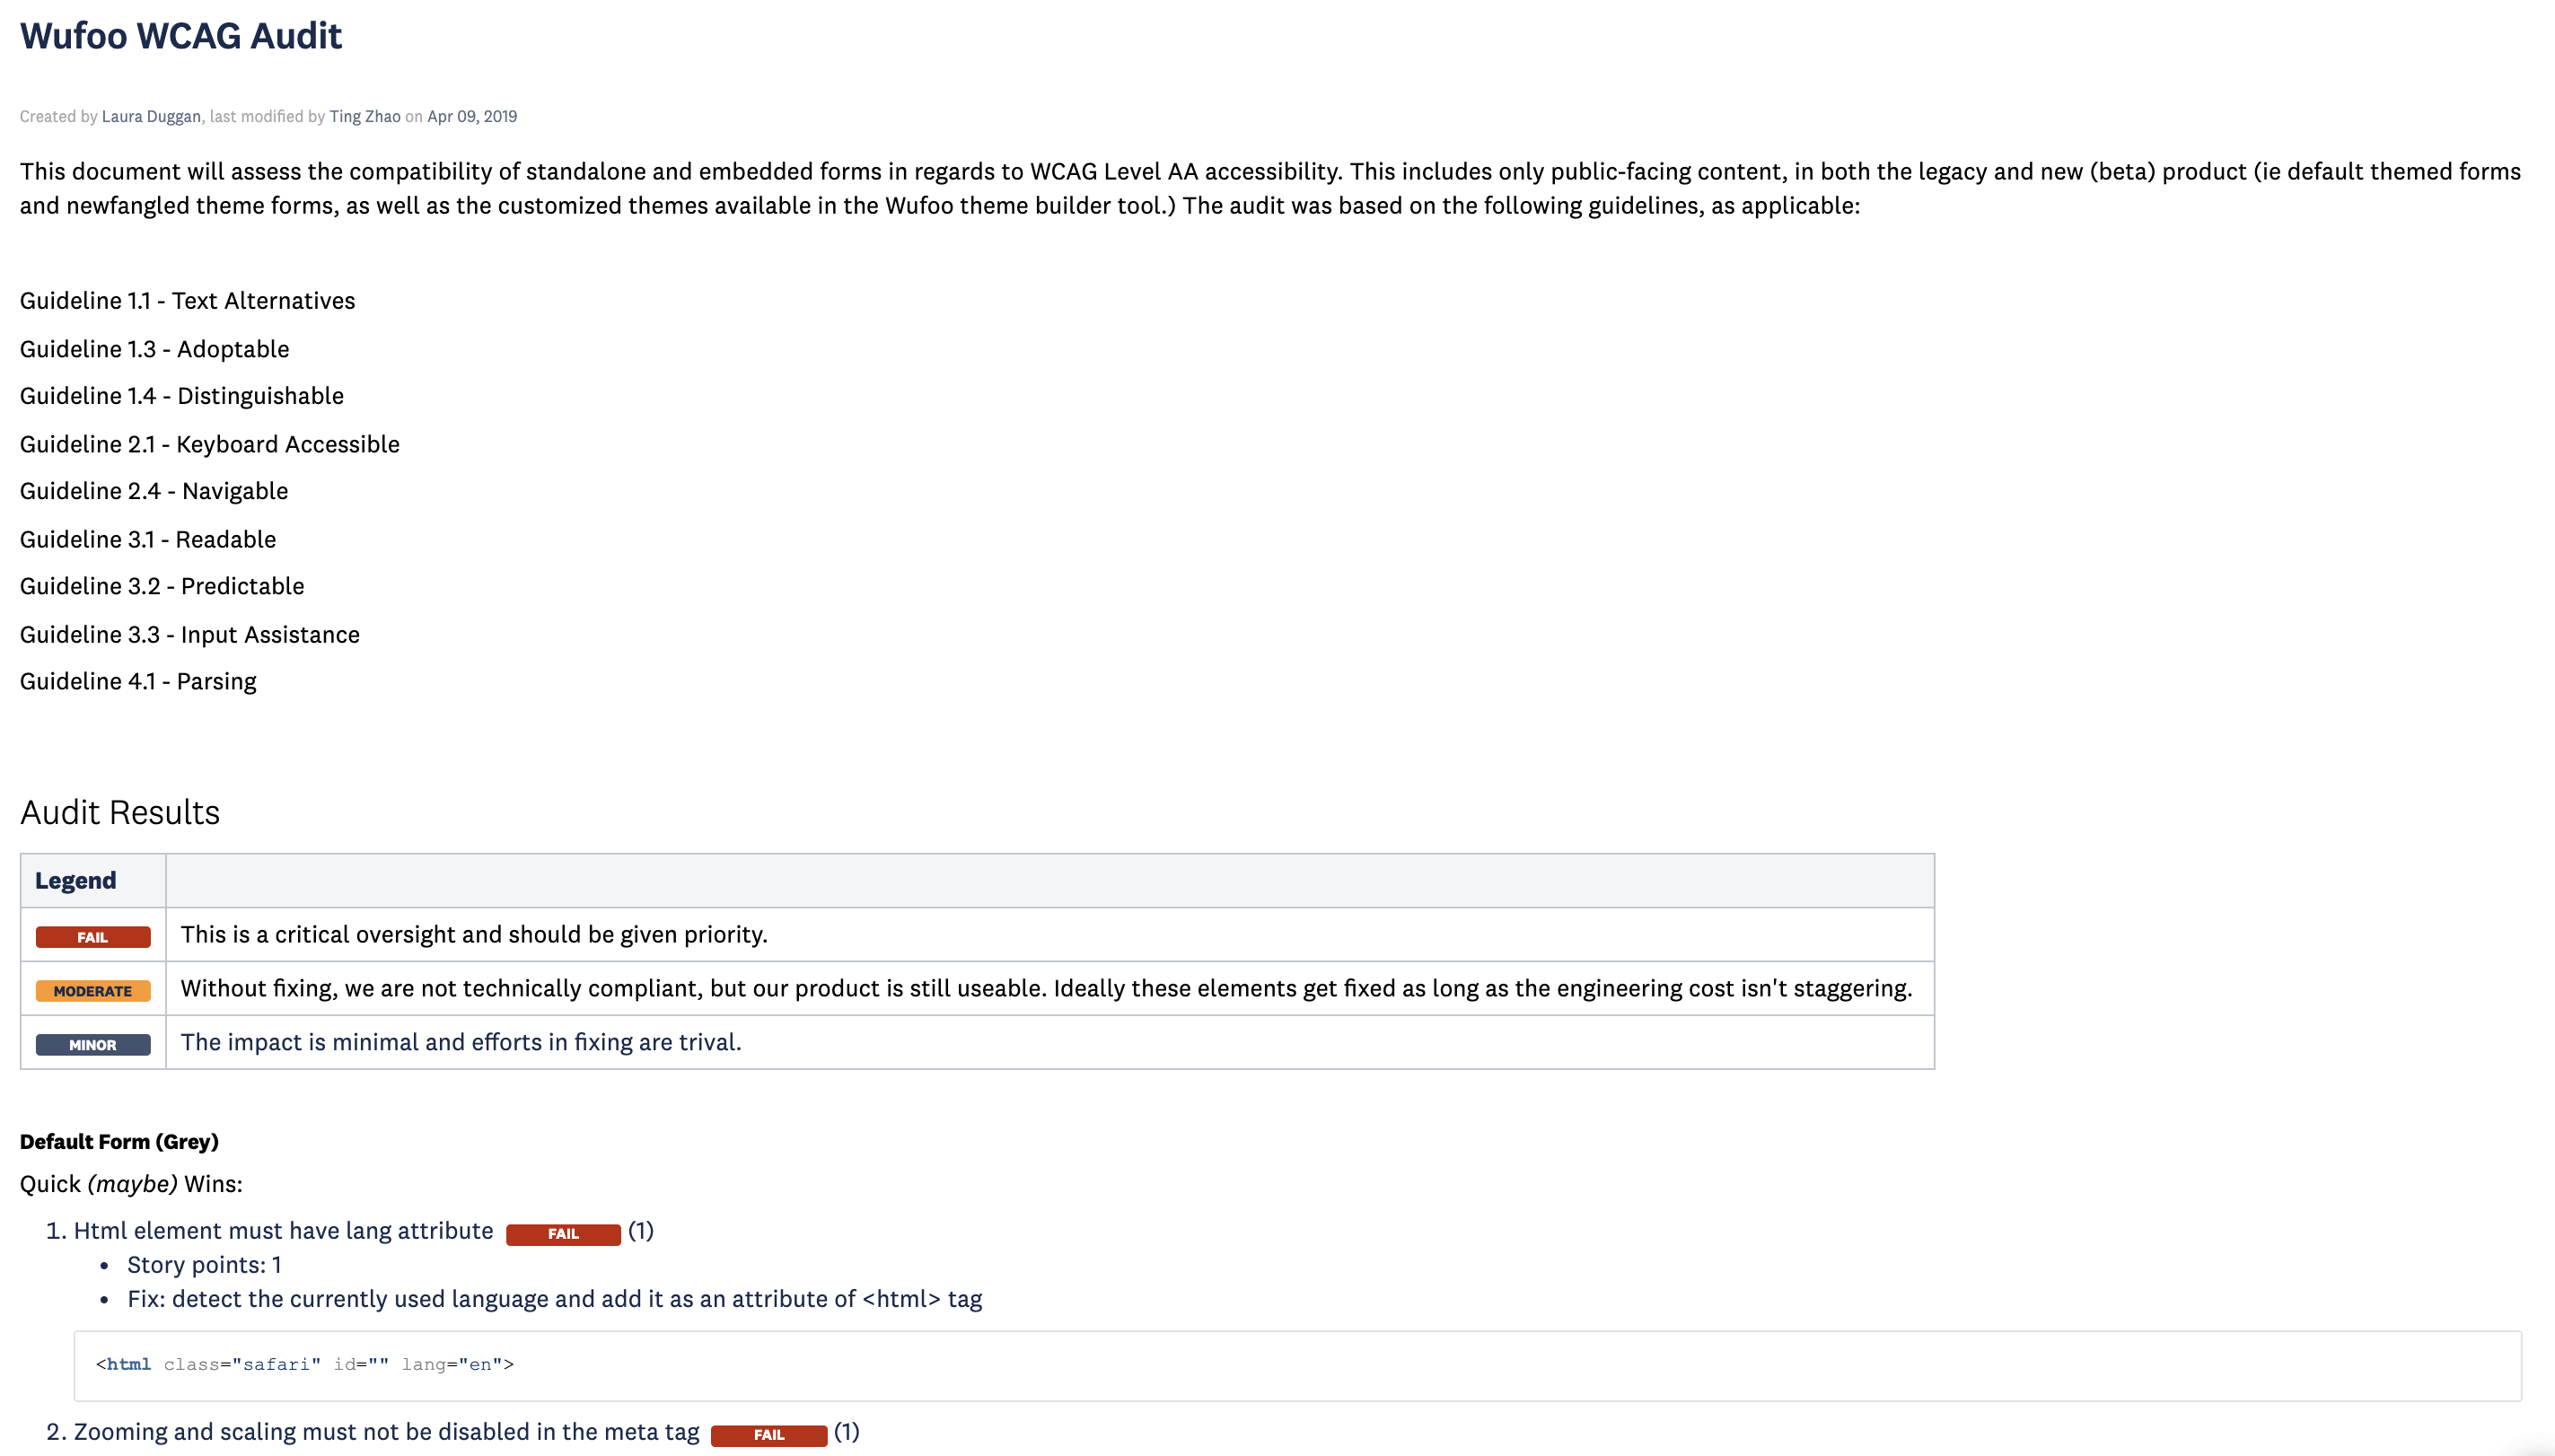 Wufoo WCAG Audit
Created by Laura Duggan, last modified by Ting Zhao on Apr 09, 2019
This document will assess the compatibility of standalone and embedded forms in regards to WCAG Level AA accessibility. This includes only public-facing content, in both the legacy and new (beta) product (ie default themed forms
and newfangled theme forms, as well as the customized themes available in the Wufoo theme builder tool.) The audit was based on the following guidelines, as applicable:
Guideline 1.1 - Text Alternatives
Guideline 1.3 - Adoptable
Guideline 1.4 - Distinguishable
Guideline 2.1 - Keyboard Accessible
Guideline 2.4 - Navigable
Guideline 3.1 - Readable
Guideline 3.2 - Predictable
Guideline 3.3 - Input Assistance
Guideline 4.1 - Parsing
Audit Results
Legend
FAIL This is a critical oversight and should be given priority.
MODERATE Without fixing, we are not technically compliant, but our product is still useable. Ideally these elements get fixed as long as the engineering cost isn't staggering.
MINOR The impact is minimal and efforts in fixing are trival.
Default Form (Grey)
Quick (maybe) Wins:
1. Html element must have lang attribute FAIL (1)
• Story points: 1
• Fix: detect the currently used language and add it as an attribute of <html> tag
<html class="safari" id="" lang="en">
2. Zooming and scaling must not be disabled in the meta tag FAIL (1)